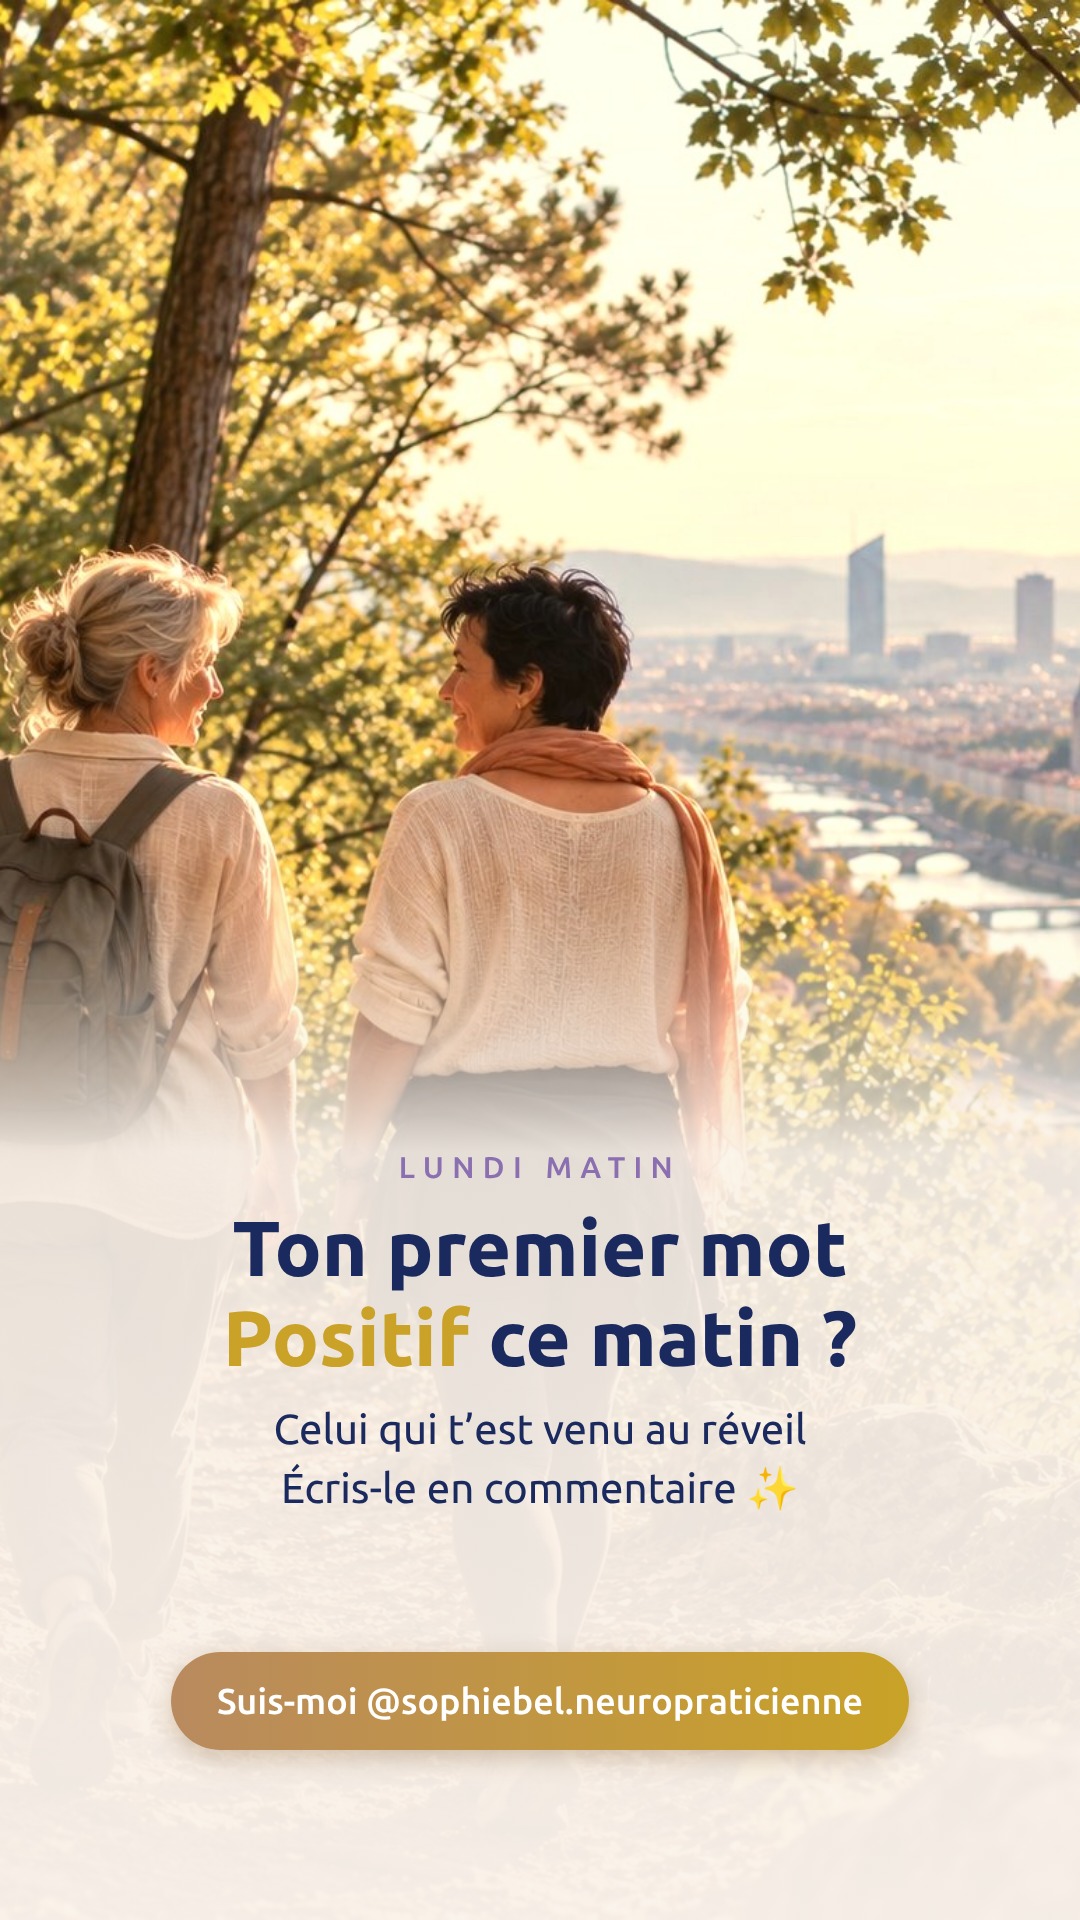 LUNDI MATIN
Ton premier mot
Positif ce matin ?
Celui qui t’est venu au réveil
Écris-le en commentaire ✨
Suis-moi @sophiebel.neuropraticienne